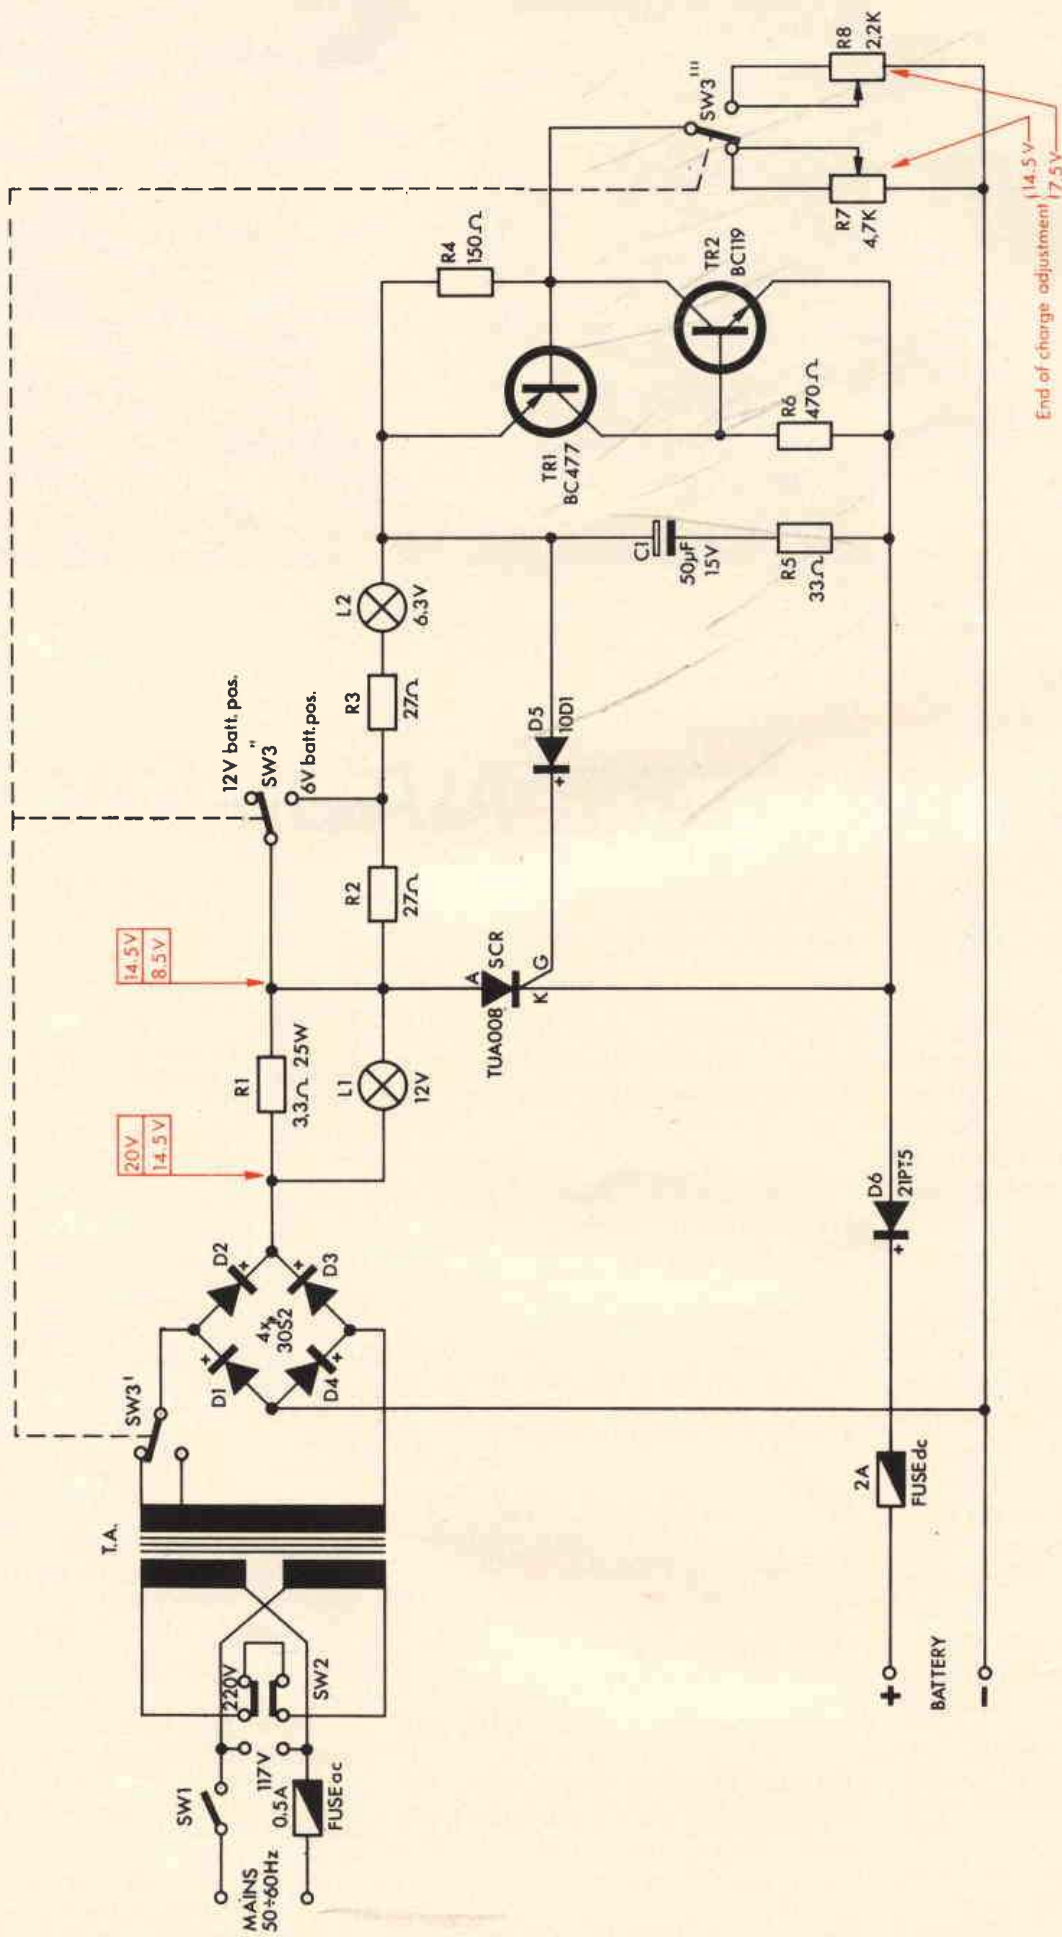 MAINS
50÷60Hz
SW1
117V
220V
0.5A
FUSE ac
SW2
T.A.
SW3'
D1
D2
D3
D4
4x
30S2
20V
14.5V
R1
3,3Ω 25W
L1
12V
14.5V
8.5V
12V batt. pos.
SW3"
6V batt. pos.
R2
27Ω
R3
27Ω
L2
6.3V
TUA008
SCR
A
K
G
D5
10D1
+
C1
50µF
15V
R5
33Ω
TR1
BC477
R4
150Ω
TR2
BC119
R6
470Ω
SW3'''
R7
4,7K
R8
2,2K
End of charge adjustment
14.5V
7.5V
D6
21PT5
+
2A
FUSE dc
+
BATTERY
-